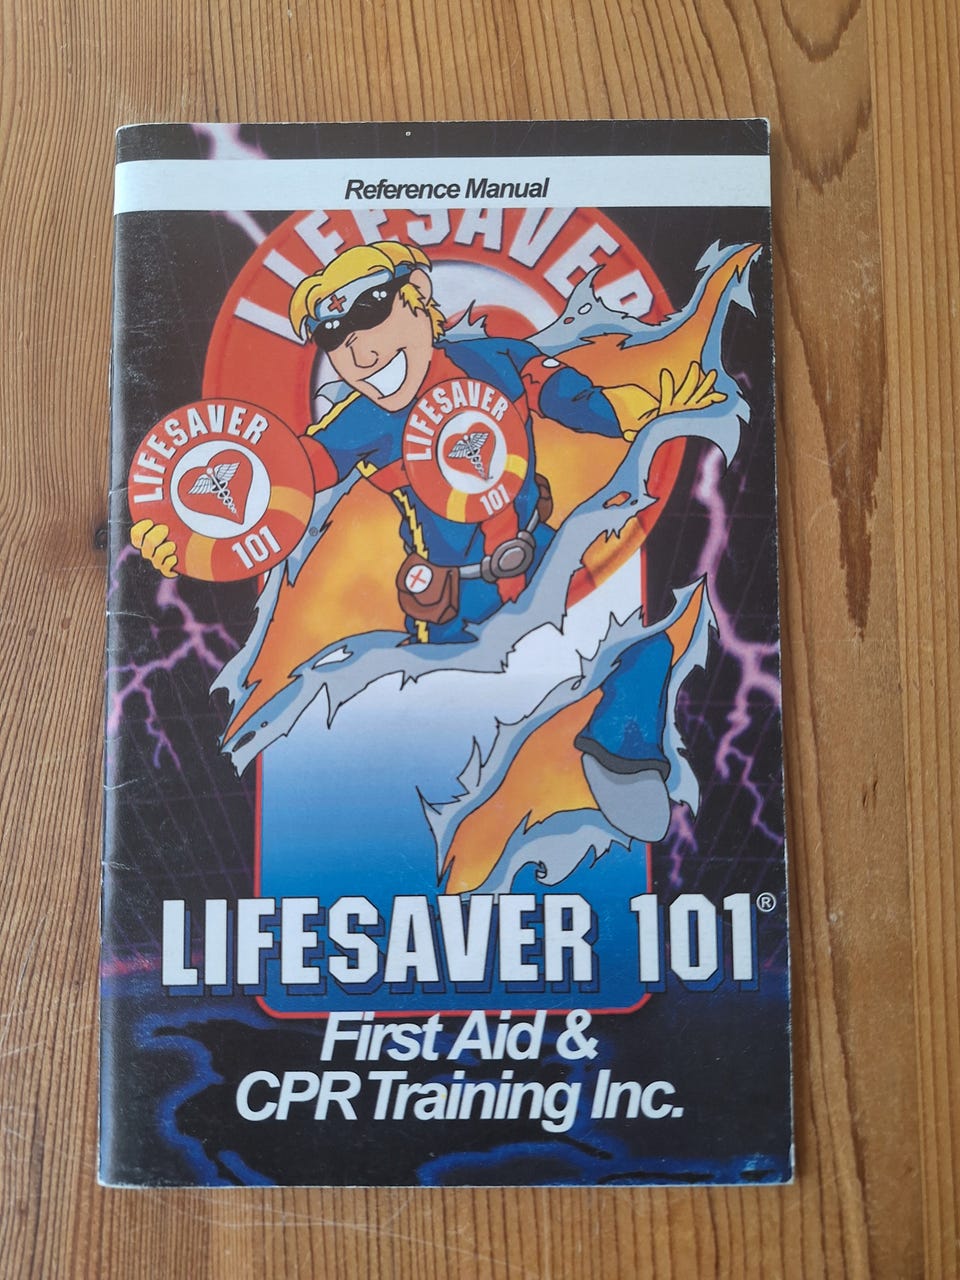 Reference Manual
LIFESAVER
LIFESAVER
101
LIFESAVER
101
LIFESAVER 101®
First Aid &
CPR Training Inc.